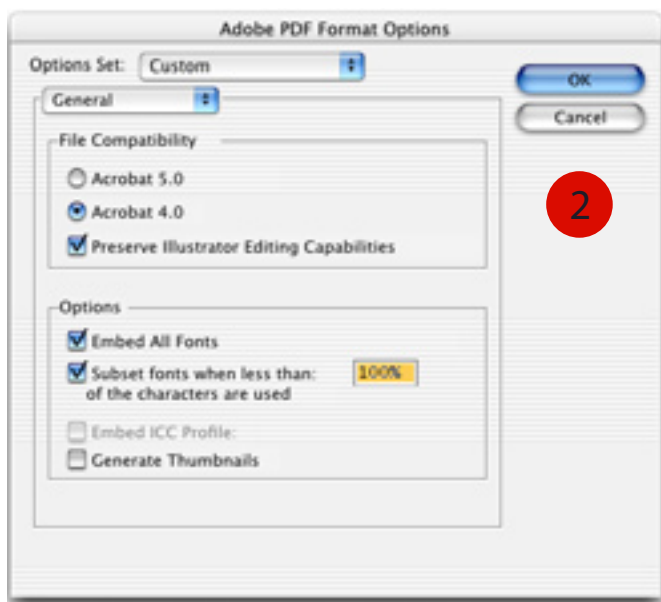 Adobe PDF Format Options
Options Set: Custom
OK
General
Cancel
File Compatibility
Acrobat 5.0
Acrobat 4.0
2
Preserve Illustrator Editing Capabilities
Options
Embed All Fonts
Subset fonts when less than: 100%
of the characters are used
Embed ICC Profile:
Generate Thumbnails